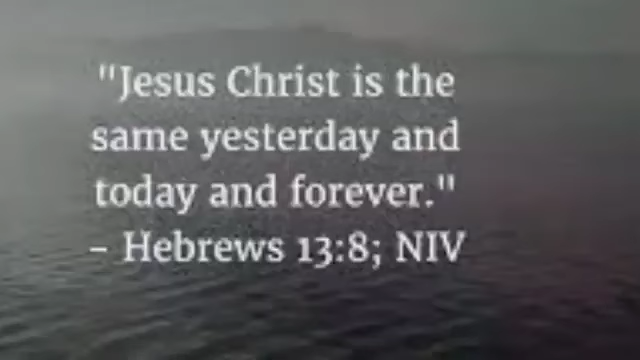 "Jesus Christ is the
same yesterday and
today and forever."
- Hebrews 13:8; NIV